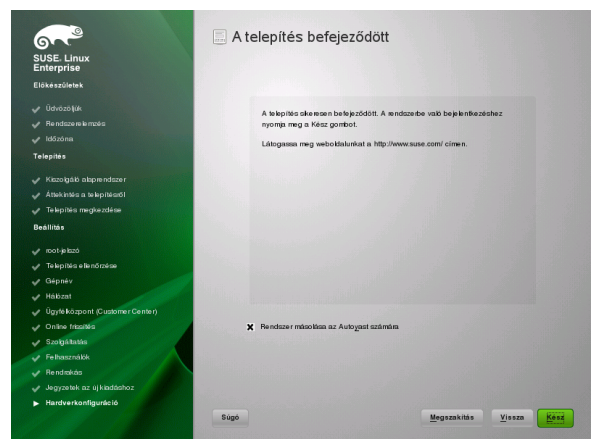 SUSE. Linux
Enterprise
Előkészületek
Üdvözöljük
Rendszerelemzés
Időzóna
Telepítés
Kiszolgáló alaprendszer
Áttekintés a telepítésről
Telepítés megkezdése
Beállítás
root-jelszó
Telepítés ellenőrzése
Gépnév
Hálózat
Ügyfélközpont (Customer Center)
Online frissítés
Szolgáltatás
Felhasználók
Rendrakás
Jegyzetek az új kiadáshoz
Hardverkonfiguráció
A telepítés befejeződött
A telepítés sikeresen befejeződött. A rendszerbe való bejelentkezéshez
nyomja meg a Kész gombot.
Látogassa meg weboldalunkat a http://www.suse.com/ címen.
Rendszer másolása az Autoyast számára
Súgó
Megszakítás
Vissza
Kész